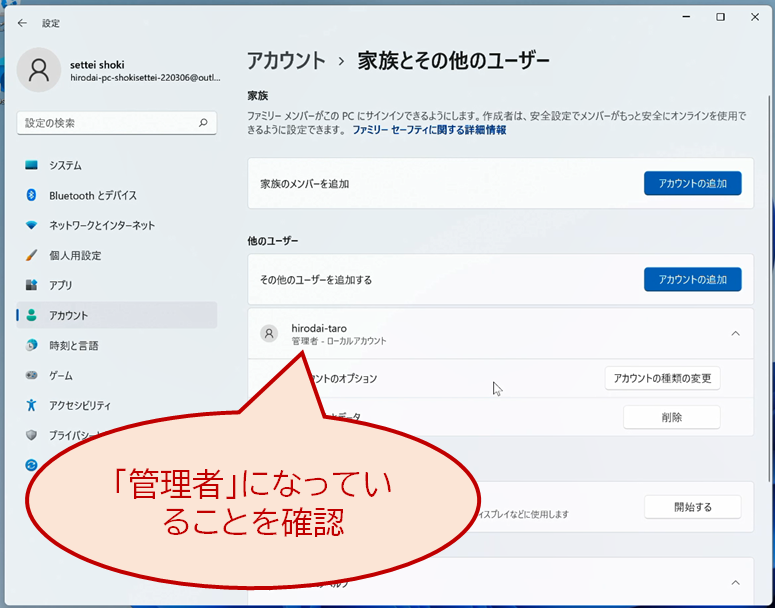 設定
settei shoki
hirodai-pc-shokisettei-220306@outl...
設定の検索
システム
Bluetooth とデバイス
ネットワークとインターネット
個人用設定
アプリ
アカウント
時刻と言語
ゲーム
アクセシビリティ
プライバシー
アカウント › 家族とその他のユーザー
家族
ファミリー メンバーがこの PC にサインインできるようにします。作成者は、安全設定でメンバーがもっと安全にオンラインを使用で
きるように設定できます。 ファミリー セーフティに関する詳細情報
家族のメンバーを追加
アカウントの追加
他のユーザー
その他のユーザーを追加する
アカウントの追加
hirodai-taro
管理者 - ローカルアカウント
ウントのオプション
アカウントの種類の変更
とデータ
削除
ィスプレイなどに使用します
開始する
「管理者」になってい
ることを確認